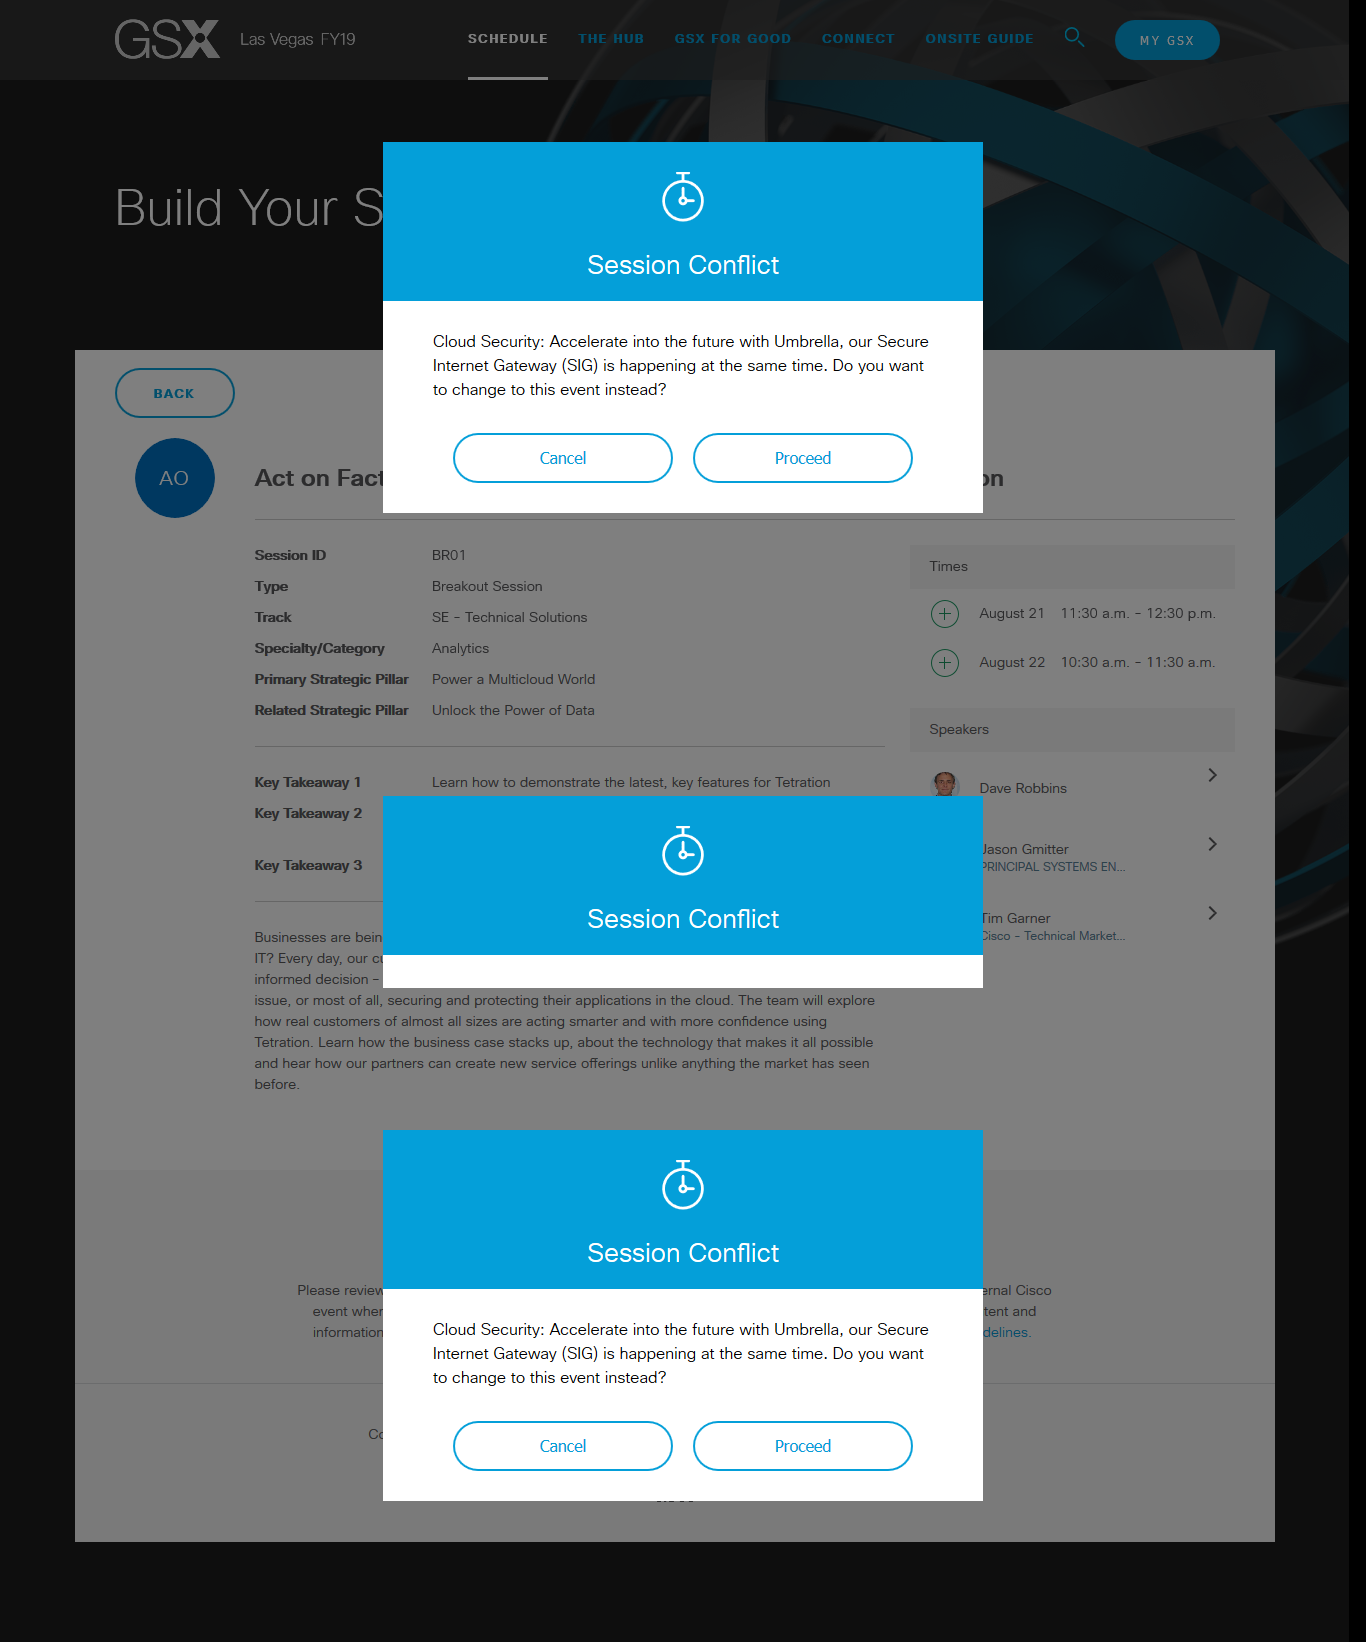 GSX Las Vegas FY19
SCHEDULE THE HUB GSX FOR GOOD CONNECT ONSITE GUIDE MY GSX
Build Your S
Session Conflict
Cloud Security: Accelerate into the future with Umbrella, our Secure
Internet Gateway (SIG) is happening at the same time. Do you want
to change to this event instead?
Cancel Proceed
BACK
AO
Act on Fact
on
Session ID BR01
Type Breakout Session
Track SE - Technical Solutions
Specialty/Category Analytics
Primary Strategic Pillar Power a Multicloud World
Related Strategic Pillar Unlock the Power of Data
Key Takeaway 1 Learn how to demonstrate the latest, key features for Tetration
Key Takeaway 2
Key Takeaway 3
Times
August 21 11:30 a.m. - 12:30 p.m.
August 22 10:30 a.m. - 11:30 a.m.
Speakers
Dave Robbins
Jason Gmitter
PRINCIPAL SYSTEMS EN...
Tim Garner
Cisco - Technical Market...
Session Conflict
Businesses are bein
IT? Every day, our cu
informed decision -
issue, or most of all, securing and protecting their applications in the cloud. The team will explore
how real customers of almost all sizes are acting smarter and with more confidence using
Tetration. Learn how the business case stacks up, about the technology that makes it all possible
and hear how our partners can create new service offerings unlike anything the market has seen
before.
Session Conflict
Cloud Security: Accelerate into the future with Umbrella, our Secure
Internet Gateway (SIG) is happening at the same time. Do you want
to change to this event instead?
Cancel Proceed
Please review
event wher
information
ernal Cisco
tent and
delines.
Co